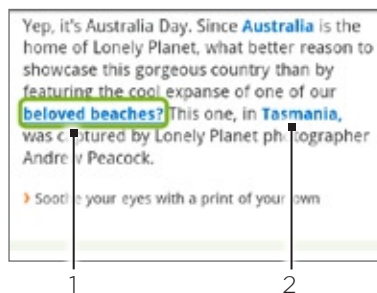 Yep, it's Australia Day. Since Australia is the
home of Lonely Planet, what better reason to
showcase this gorgeous country than by
featuring the cool expanse of one of our
beloved beaches? This one, in Tasmania,
was captured by Lonely Planet photographer
Andrew Peacock.
› Soothe your eyes with a print of your own
1 2